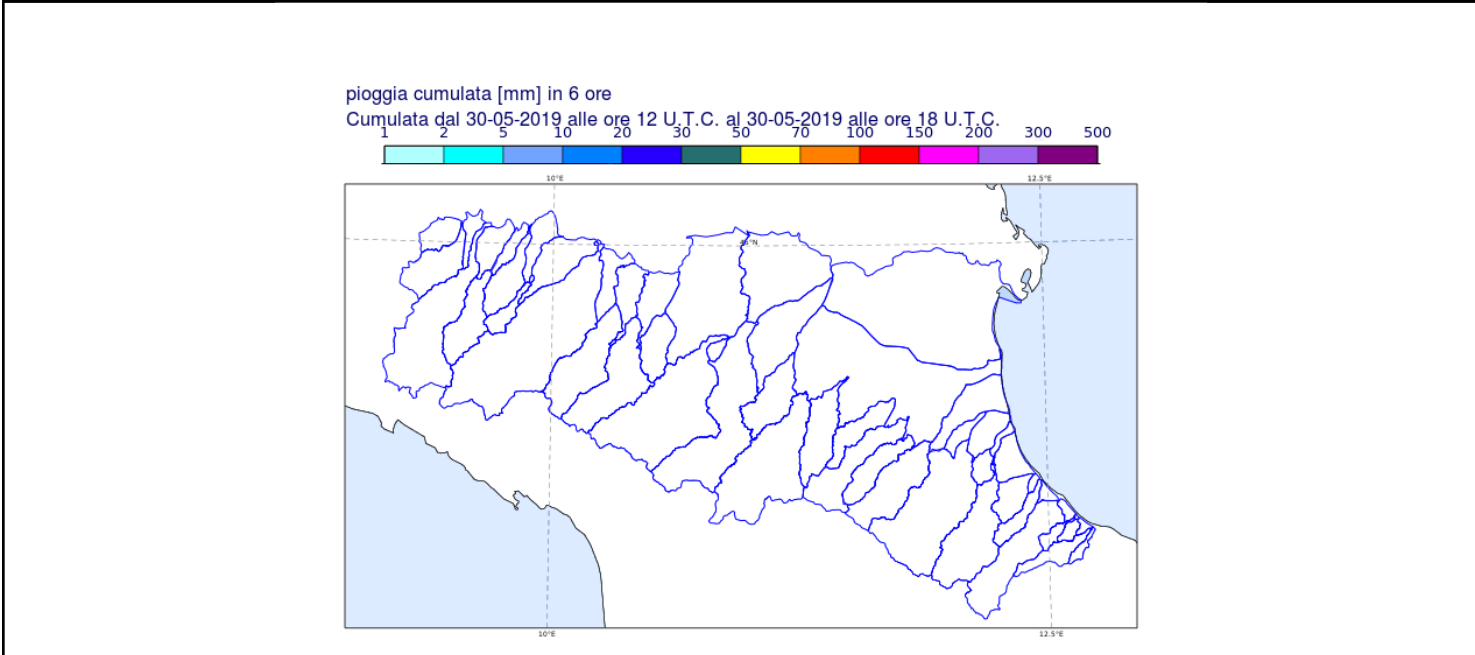 pioggia cumulata [mm] in 6 ore
Cumulata dal 30-05-2019 alle ore 12 U.T.C. al 30-05-2019 alle ore 18 U.T.C.
1 2 5 10 20 30 50 70 100 150 200 300 500
10°E 12.5°E
45°N
10°E 12.5°E